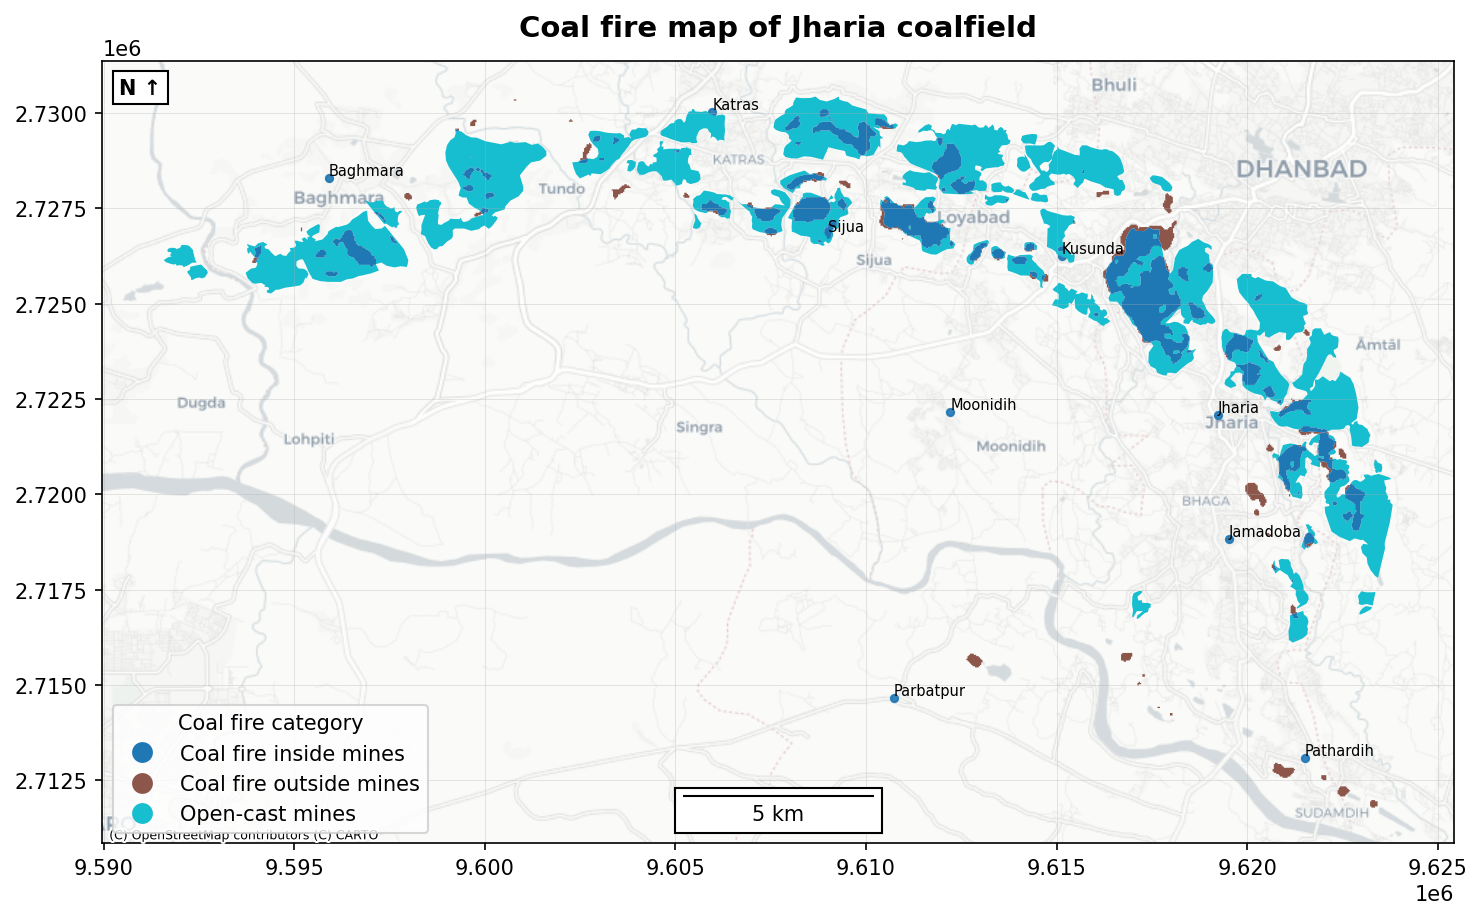 Coal fire map of Jharia coalfield
1e6
N ↑
2.7300
2.7275
2.7250
2.7225
2.7200
2.7175
2.7150
2.7125
Bhuli
Katras
KATRAS
DHANBAD
Baghmara
Baghmara
Tundo
Loyabad
Sijua
Sijua
Kusunda
Āmtāl
Dugda
Lohpiti
Singra
Moonidih
Moonidih
Jharia
Jharia
BHAGA
Jamadoba
Parbatpur
Pathardih
SUDAMDIH
Coal fire category
Coal fire inside mines
Coal fire outside mines
Open-cast mines
5 km
(C) OpenStreetMap contributors (C) CARTO
9.590
9.595
9.600
9.605
9.610
9.615
9.620
9.625
1e6